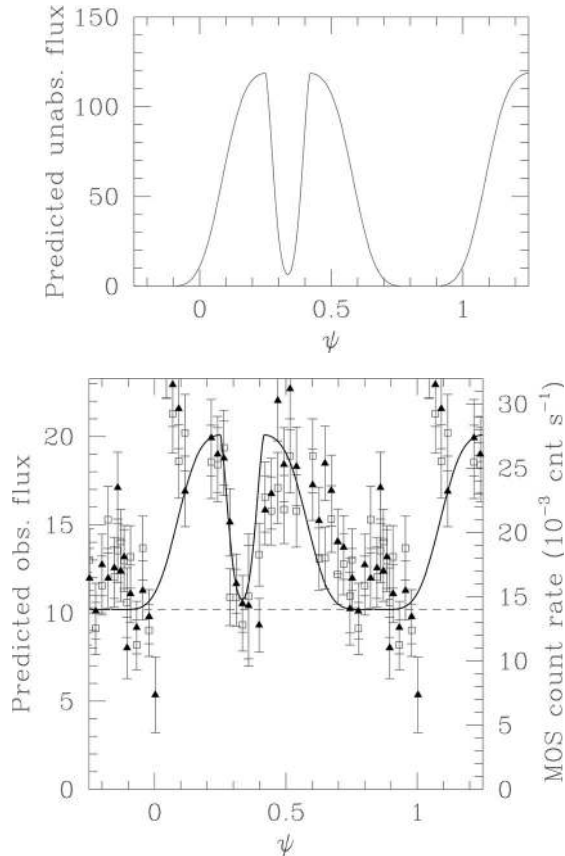 150
100
50
0
Predicted unabs. flux
0 0.5 1
ψ
20
15
10
5
0
Predicted obs. flux
30
25
20
15
10
5
0
MOS count rate (10⁻³ cnt s⁻¹)
0 0.5 1
ψ